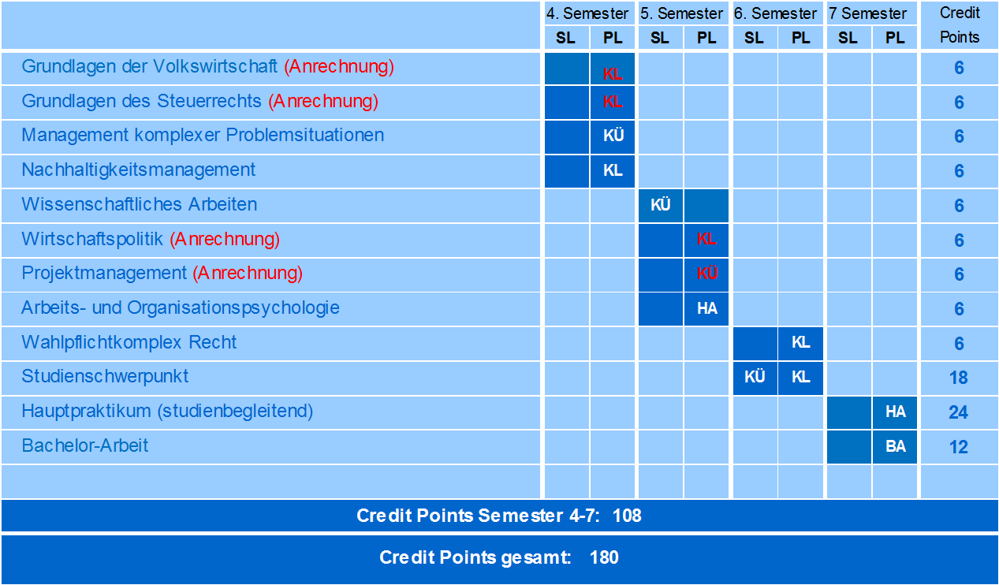 4. Semester 5. Semester 6. Semester 7 Semester Credit
SL PL SL PL SL PL SL PL Points
Grundlagen der Volkswirtschaft (Anrechnung) KL 6
Grundlagen des Steuerrechts (Anrechnung) KL 6
Management komplexer Problemsituationen KÜ 6
Nachhaltigkeitsmanagement KL 6
Wissenschaftliches Arbeiten KÜ 6
Wirtschaftspolitik (Anrechnung) KL 6
Projektmanagement (Anrechnung) KÜ 6
Arbeits- und Organisationspsychologie HA 6
Wahlpflichtkomplex Recht KL 6
Studienschwerpunkt KÜ KL 18
Hauptpraktikum (studienbegleitend) HA 24
Bachelor-Arbeit BA 12
Credit Points Semester 4-7: 108
Credit Points gesamt: 180